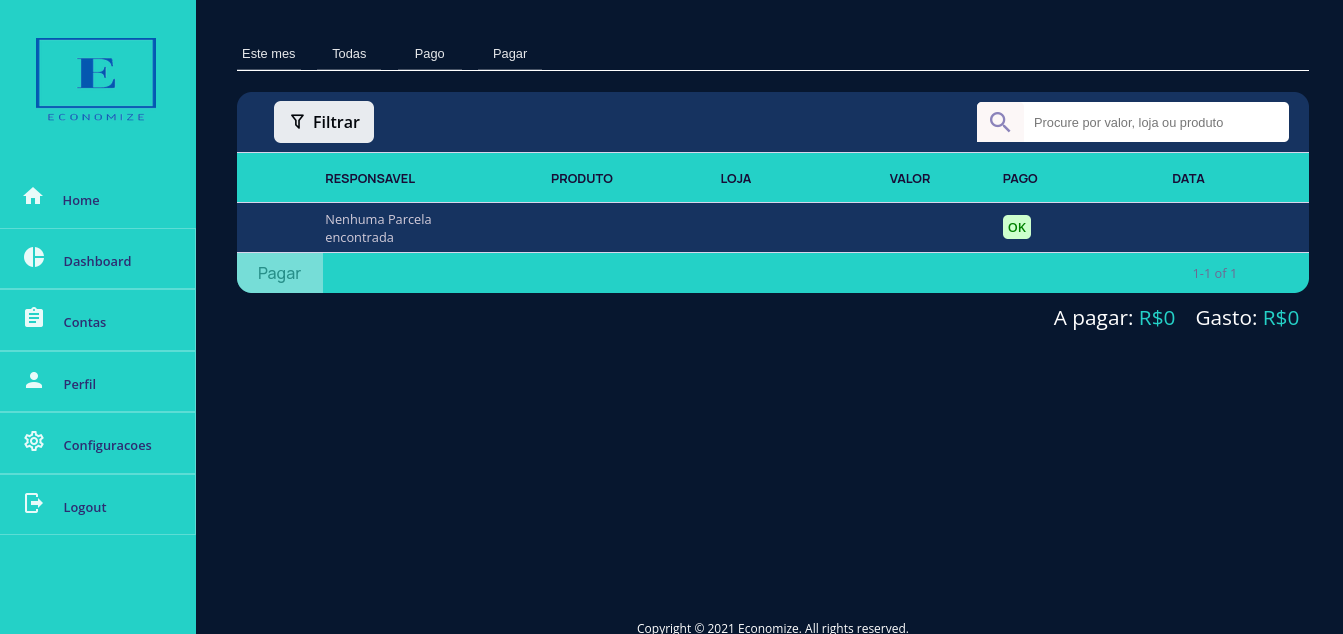 E
ECONOMIZE
Home
Dashboard
Contas
Perfil
Configuracoes
Logout
Este mes Todas Pago Pagar
Filtrar
Procure por valor, loja ou produto
RESPONSAVEL PRODUTO LOJA VALOR PAGO DATA
Nenhuma Parcela
encontrada
OK
Pagar
1-1 of 1
A pagar: R$0 Gasto: R$0
Copyright © 2021 Economize. All rights reserved.